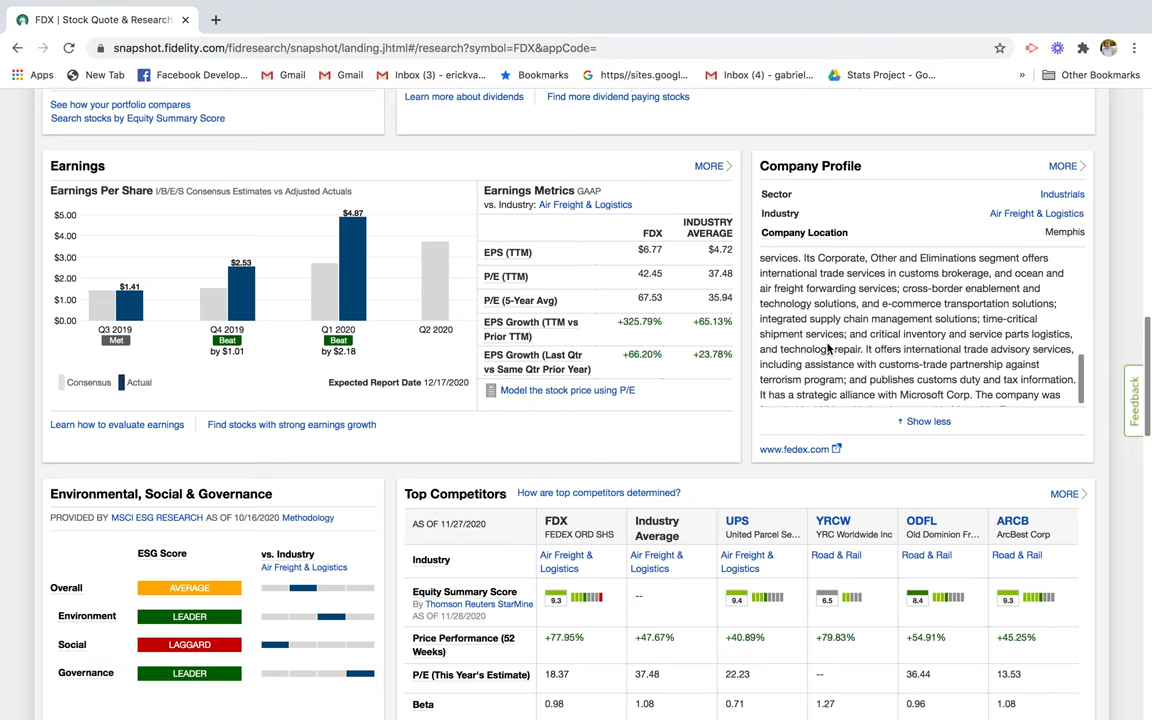 FDX | Stock Quote & Research
snapshot.fidelity.com/fidresearch/snapshot/landing.jhtml#/research?symbol=FDX&appCode=
Apps
New Tab
Facebook Develop...
Gmail
Gmail
Inbox (3) - erickva...
Bookmarks
https//sites.googl...
Inbox (4) - gabriel...
Stats Project - Go...
»
Other Bookmarks
See how your portfolio compares
Search stocks by Equity Summary Score
Learn more about dividends
Find more dividend paying stocks
Earnings
MORE
Earnings Per Share I/B/E/S Consensus Estimates vs Adjusted Actuals
$5.00
$4.00
$3.00
$2.00
$1.00
$0.00
$1.41
$2.53
$4.87
Q3 2019
Q4 2019
Q1 2020
Q2 2020
Met
Beat
Beat
by $1.01
by $2.18
Consensus
Actual
Expected Report Date 12/17/2020
Earnings Metrics GAAP
vs. Industry: Air Freight & Logistics
FDX
INDUSTRY
AVERAGE
EPS (TTM) $6.77 $4.72
P/E (TTM) 42.45 37.48
P/E (5-Year Avg) 67.53 35.94
EPS Growth (TTM vs +325.79% +65.13%
Prior TTM)
EPS Growth (Last Qtr +66.20% +23.78%
vs Same Qtr Prior Year)
Model the stock price using P/E
Learn how to evaluate earnings
Find stocks with strong earnings growth
Company Profile
MORE
Sector Industrials
Industry Air Freight & Logistics
Company Location Memphis
services. Its Corporate, Other and Eliminations segment offers
international trade services in customs brokerage, and ocean and
air freight forwarding services; cross-border enablement and
technology solutions, and e-commerce transportation solutions;
integrated supply chain management solutions; time-critical
shipment services; and critical inventory and service parts logistics,
and technology repair. It offers international trade advisory services,
including assistance with customs-trade partnership against
terrorism program; and publishes customs duty and tax information.
It has a strategic alliance with Microsoft Corp. The company was
Show less
www.fedex.com
Feedback
Environmental, Social & Governance
PROVIDED BY MSCI ESG RESEARCH AS OF 10/16/2020 Methodology
ESG Score
vs. Industry
Air Freight & Logistics
Overall AVERAGE
Environment LEADER
Social LAGGARD
Governance LEADER
Top Competitors How are top competitors determined?
MORE
AS OF 11/27/2020
FDX
FEDEX ORD SHS
Industry
Average
UPS
United Parcel Se...
YRCW
YRC Worldwide Inc
ODFL
Old Dominion Fr...
ARCB
ArcBest Corp
Industry
Air Freight &
Logistics
Air Freight &
Logistics
Air Freight &
Logistics
Road & Rail
Road & Rail
Road & Rail
Equity Summary Score
By Thomson Reuters StarMine
AS OF 11/28/2020
9.3
--
9.4
6.5
8.4
9.3
Price Performance (52 +77.95% +47.67% +40.89% +79.83% +54.91% +45.25%
Weeks)
P/E (This Year's Estimate) 18.37 37.48 22.23 -- 36.44 13.53
Beta 0.98 1.08 0.71 1.27 0.96 1.08